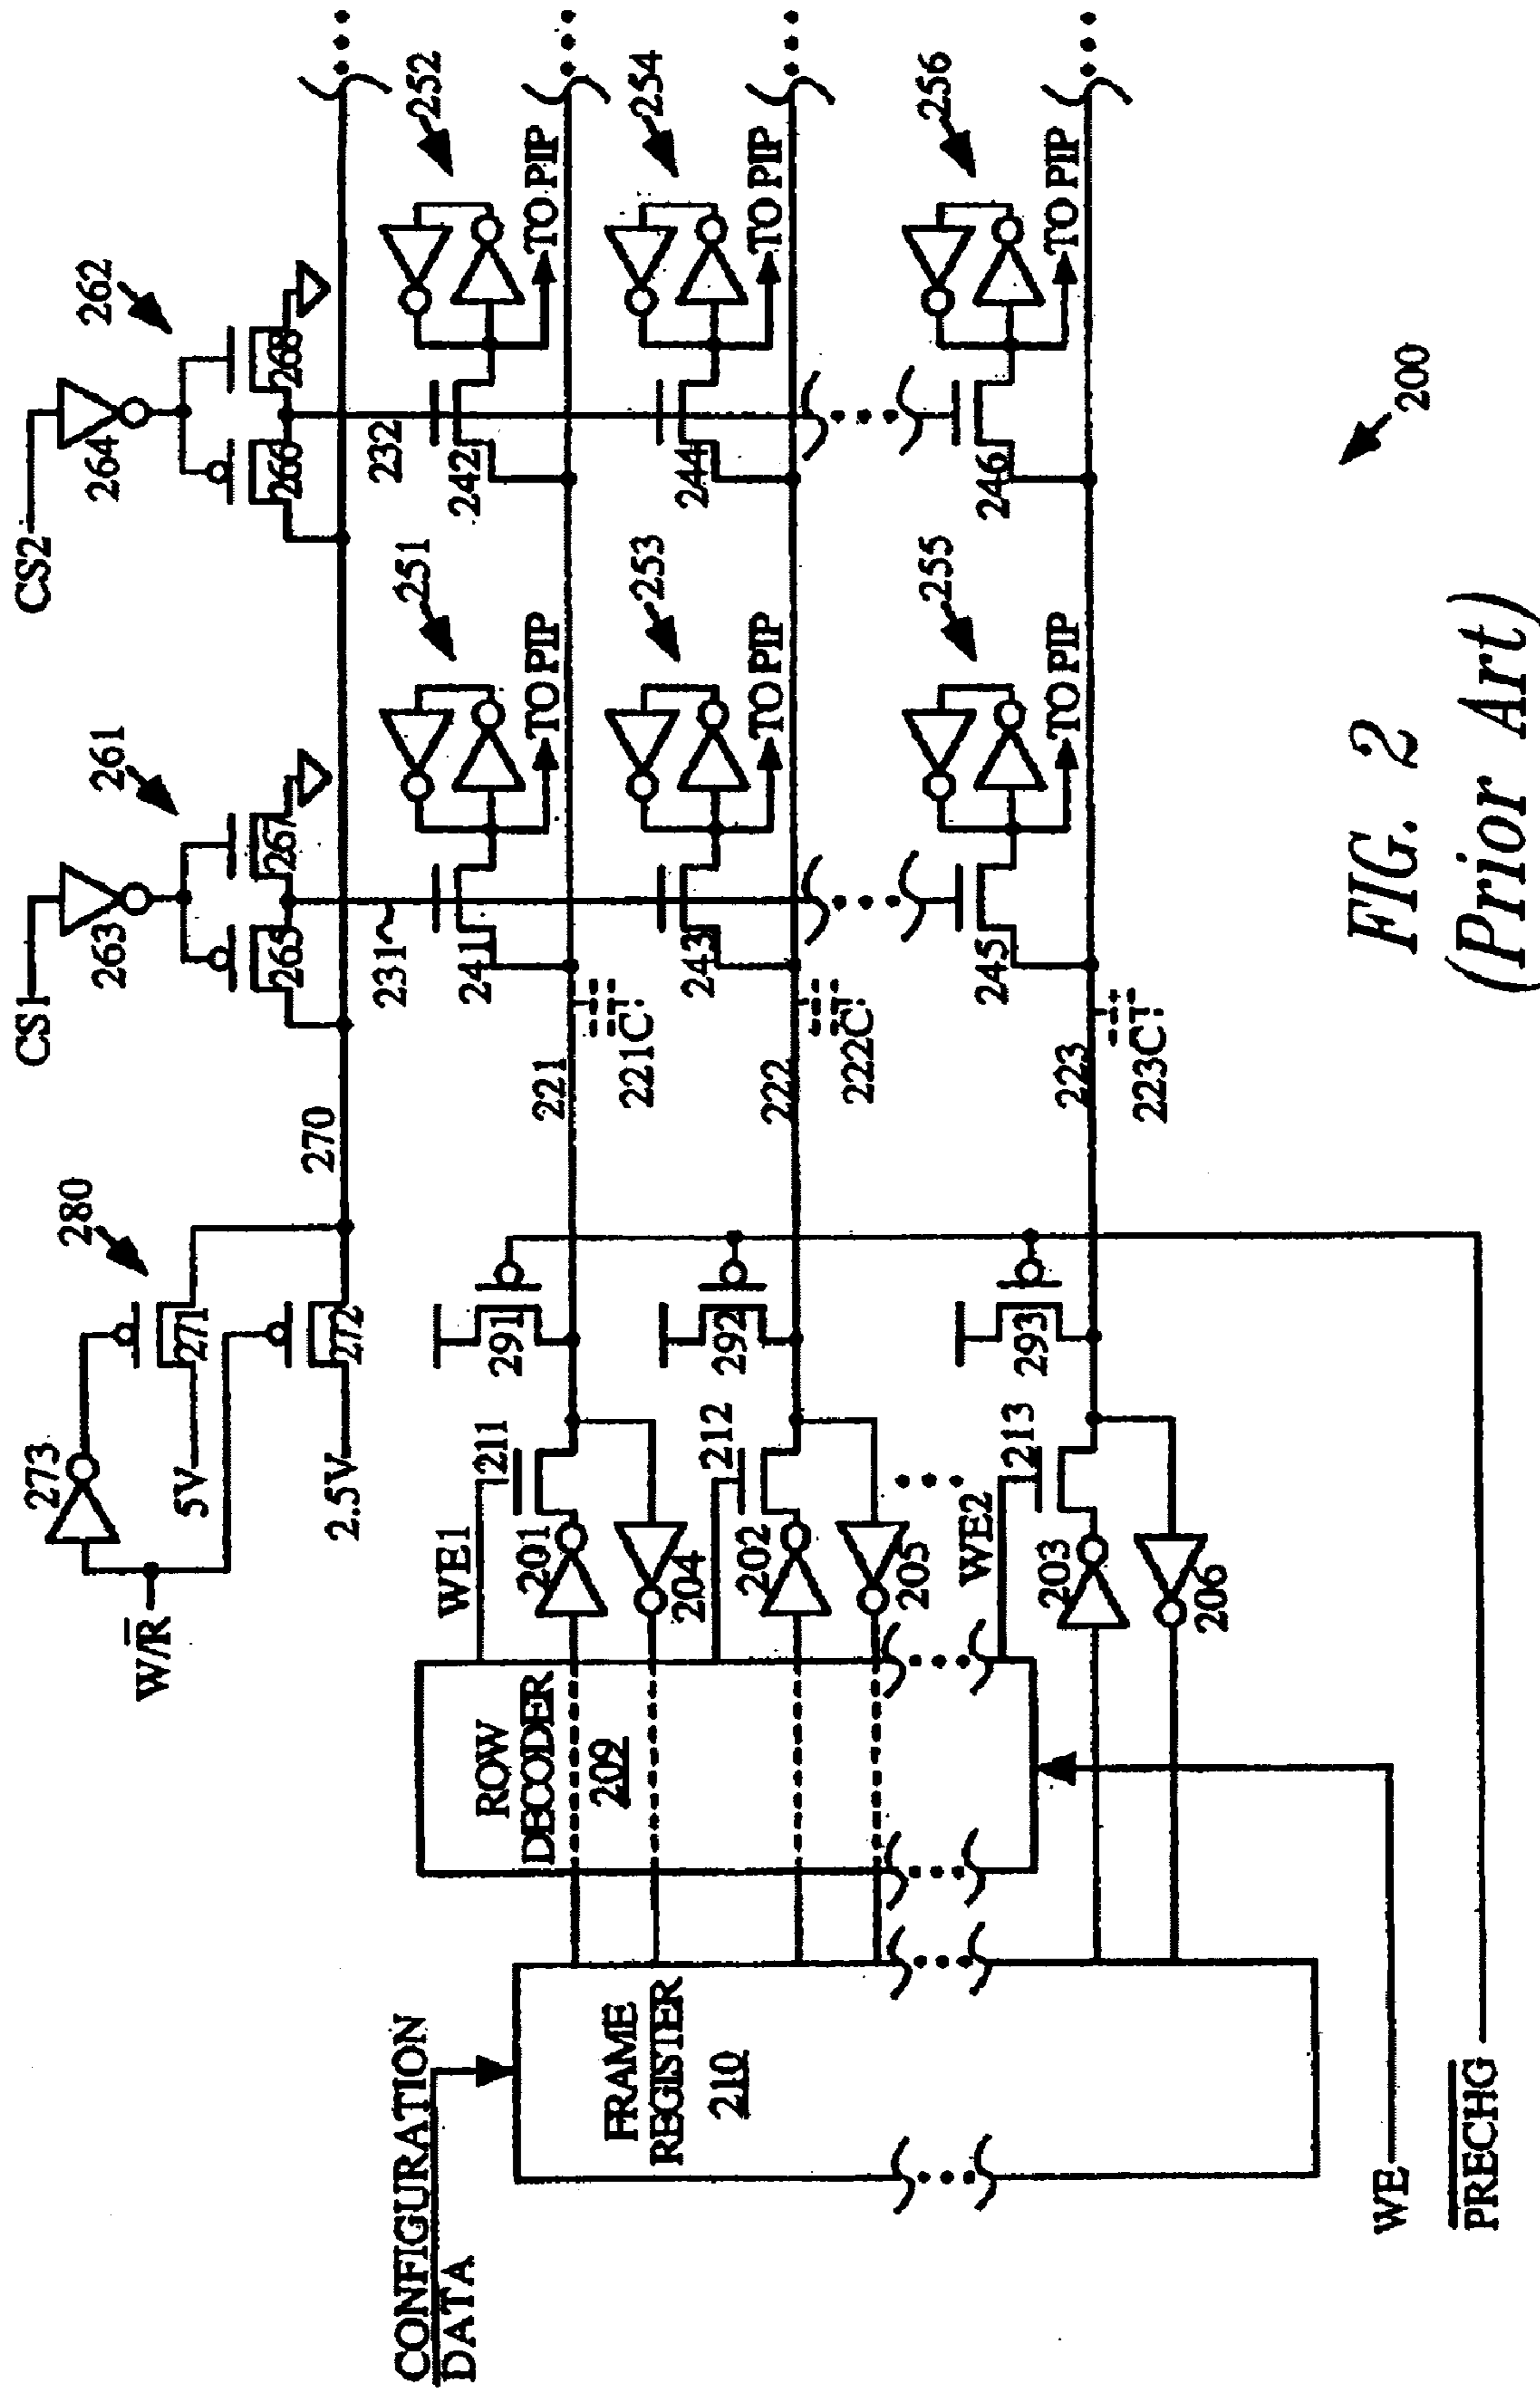 CS1
CS2
263
261
264
262
265
267
266
268
W/R
273
280
271
5V
272
2.5V
270
231
232
252
251
241
242
TO PIP
TO PIP
CONFIGURATION
DATA
WE1
211
291
221
221C
201
204
ROW
DECODER
209
253
254
243
244
TO PIP
TO PIP
212
292
222
222C
202
205
FRAME
REGISTER
210
WE2
213
293
223
223C
203
206
255
256
245
246
TO PIP
TO PIP
WE
PRECHG
200
FIG. 2
(Prior Art)